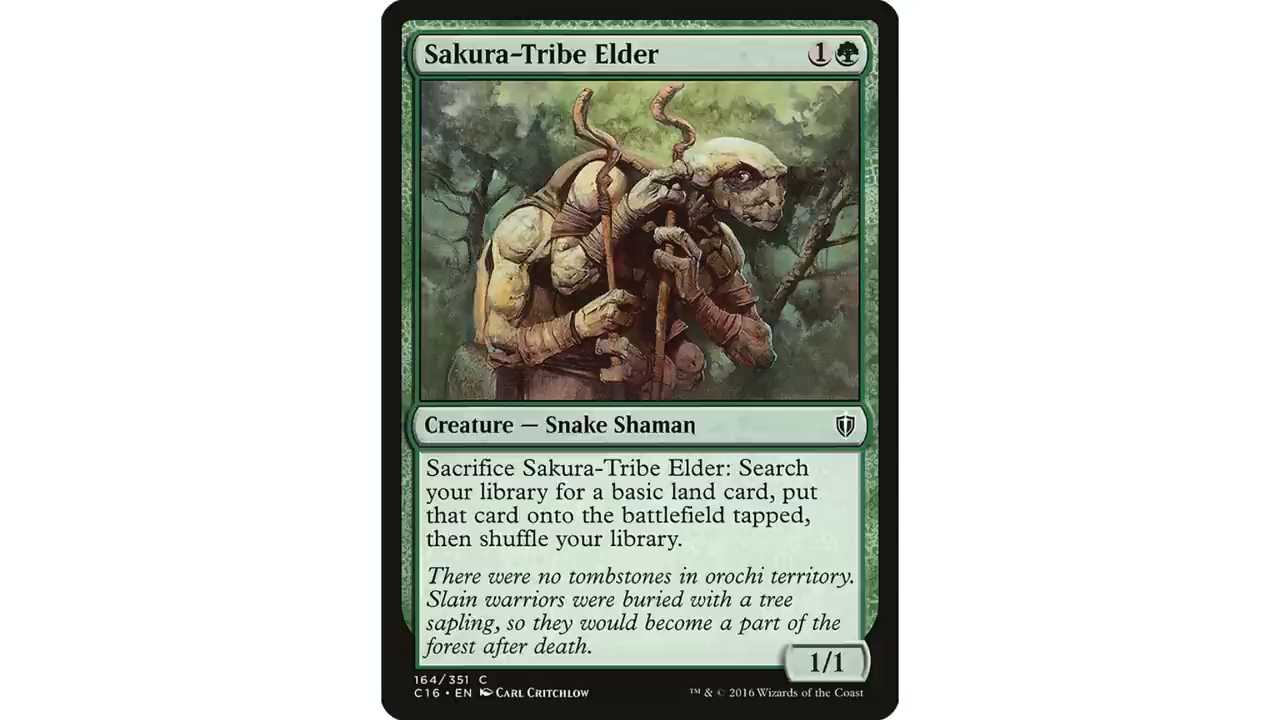 Sakura-Tribe Elder 1
Creature — Snake Shaman
Sacrifice Sakura-Tribe Elder: Search
your library for a basic land card, put
that card onto the battlefield tapped,
then shuffle your library.
There were no tombstones in orochi territory.
Slain warriors were buried with a tree
sapling, so they would become a part of the
forest after death.
1/1
164/351 C
C16 • EN Carl Critchlow
™ & © 2016 Wizards of the Coast